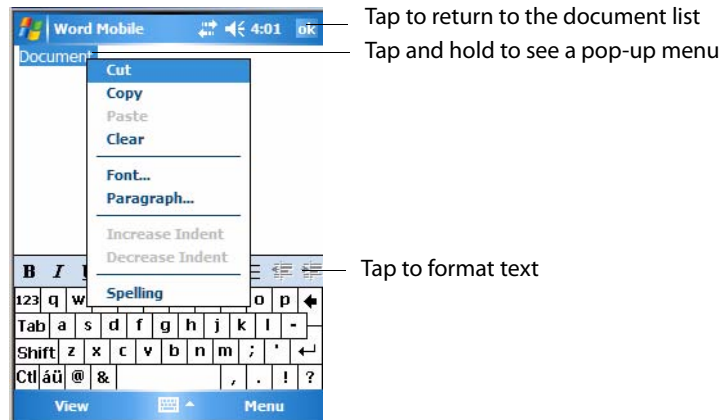 Word Mobile 4:01 ok
Tap to return to the document list
Document
Tap and hold to see a pop-up menu
Cut
Copy
Paste
Clear
Font...
Paragraph...
Increase Indent
Decrease Indent
Spelling
B I
Tap to format text
123 q w o p
Tab a s d f g h j k l -
Shift z x c v b n m ; '
Ctl áü @ & , . ! ?
View Menu